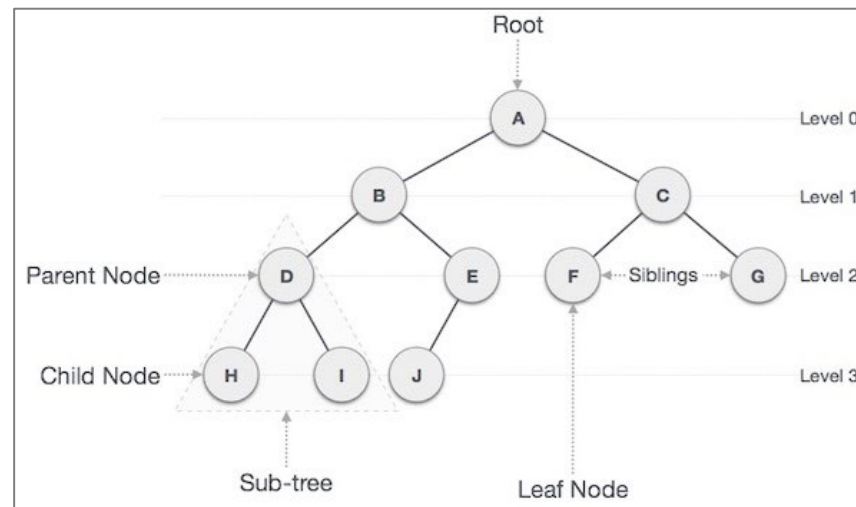 Root
A
Level 0
B
C
Level 1
Parent Node
D
E
F
Siblings
G
Level 2
Child Node
H
I
J
Level 3
Sub-tree
Leaf Node